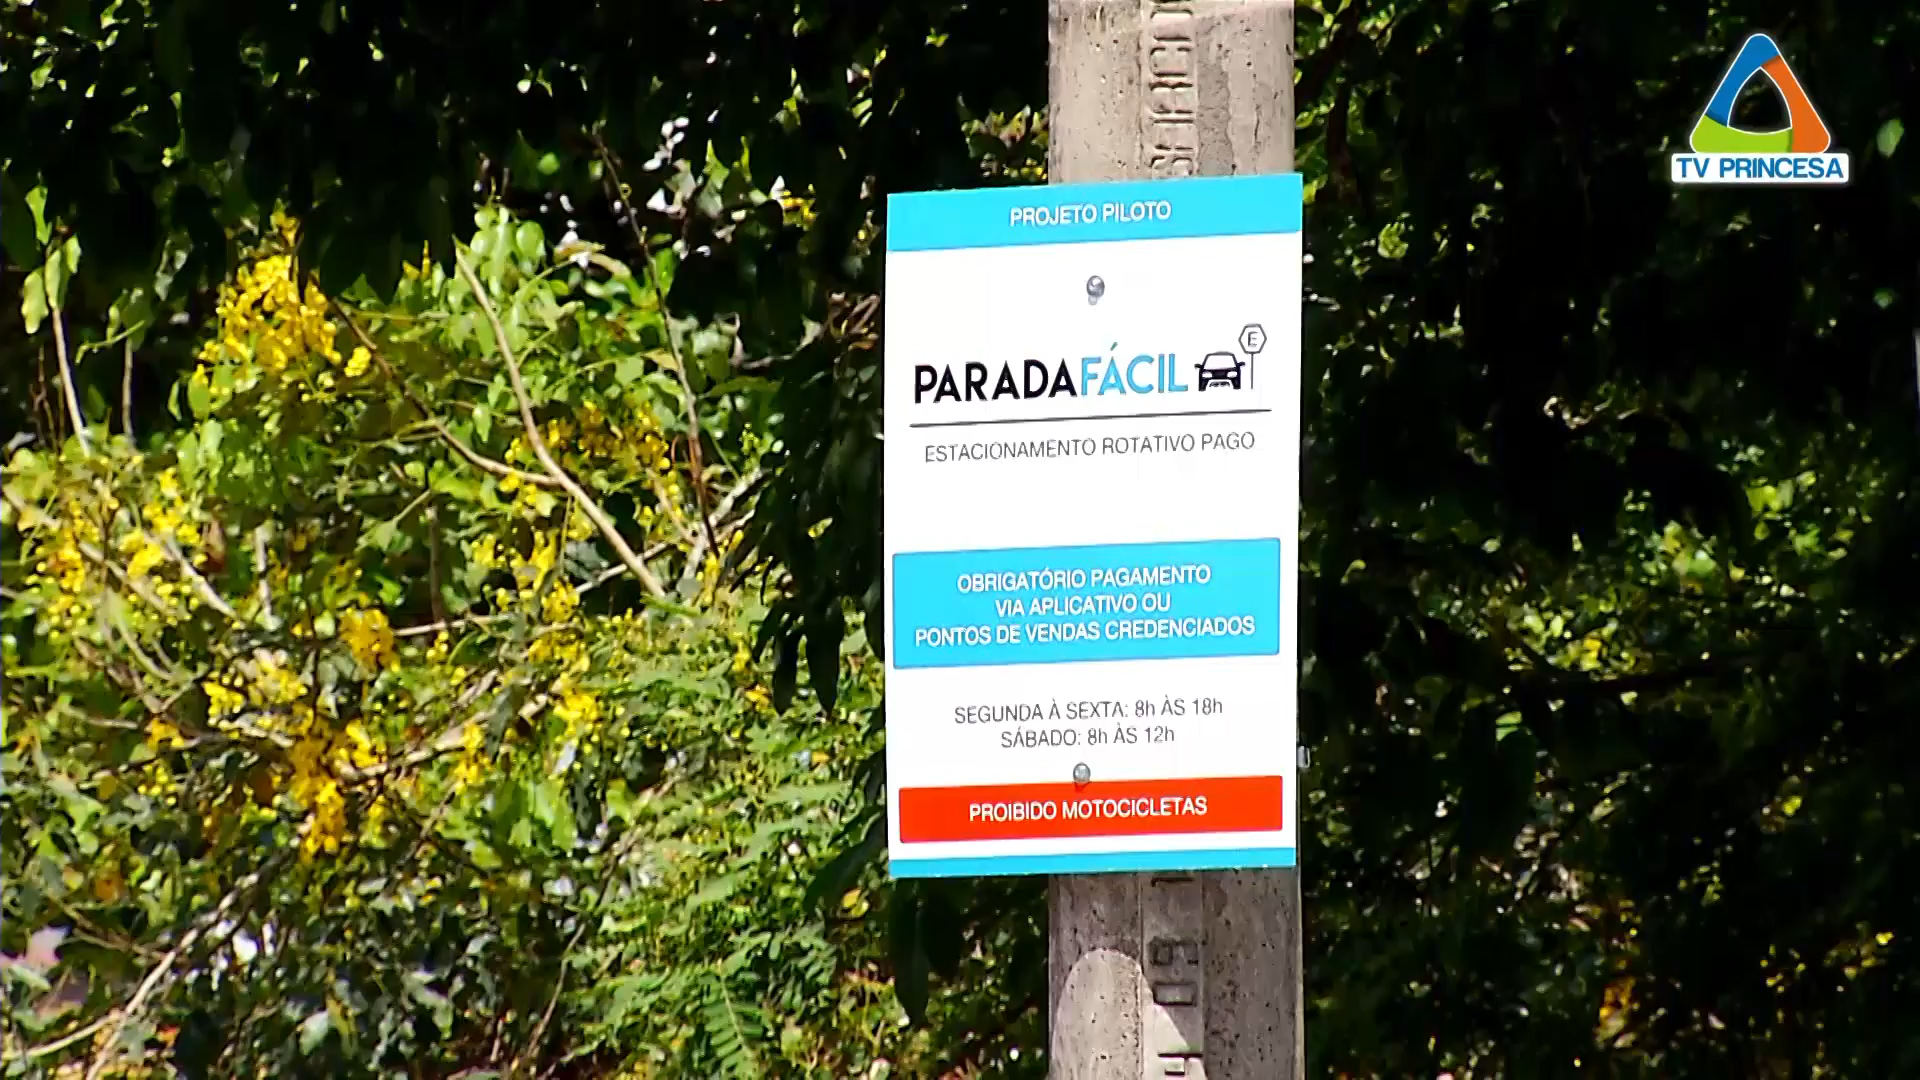 TV PRINCESA
PROJETO PILOTO
E
PARADAFÁCIL
ESTACIONAMENTO ROTATIVO PAGO
OBRIGATÓRIO PAGAMENTO
VIA APLICATIVO OU
PONTOS DE VENDAS CREDENCIADOS
SEGUNDA À SEXTA: 8h ÀS 18h
SÁBADO: 8h ÀS 12h
PROIBIDO MOTOCICLETAS